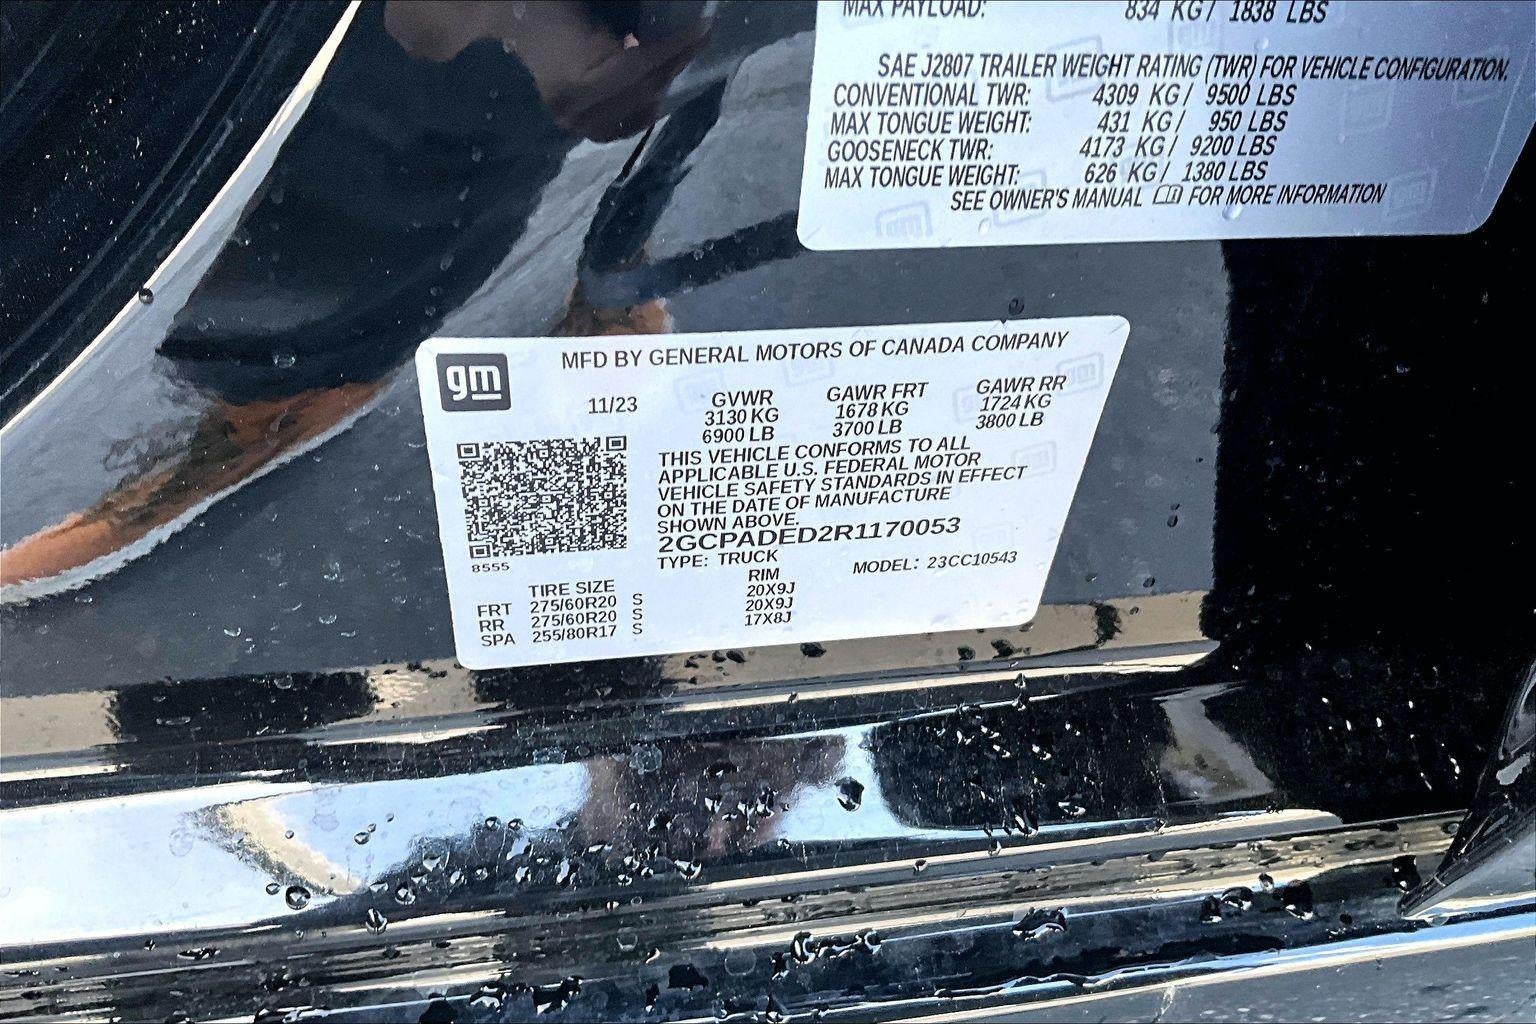 MAX PAYLOAD: 834 KG / 1838 LBS
SAE J2807 TRAILER WEIGHT RATING (TWR) FOR VEHICLE CONFIGURATION.
CONVENTIONAL TWR: 4309 KG / 9500 LBS
MAX TONGUE WEIGHT: 431 KG / 950 LBS
GOOSENECK TWR: 4173 KG / 9200 LBS
MAX TONGUE WEIGHT: 626 KG / 1380 LBS
SEE OWNER'S MANUAL FOR MORE INFORMATION
gm
MFD BY GENERAL MOTORS OF CANADA COMPANY
11/23
GVWR GAWR FRT GAWR RR
3130 KG 1678 KG 1724 KG
6900 LB 3700 LB 3800 LB
THIS VEHICLE CONFORMS TO ALL
APPLICABLE U.S. FEDERAL MOTOR
VEHICLE SAFETY STANDARDS IN EFFECT
ON THE DATE OF MANUFACTURE
SHOWN ABOVE.
2GCPADED2R1170053
TYPE: TRUCK MODEL: 23CC10543
8555
TIRE SIZE RIM
FRT 275/60R20 S 20X9J
RR 275/60R20 S 20X9J
SPA 255/80R17 S 17X8J